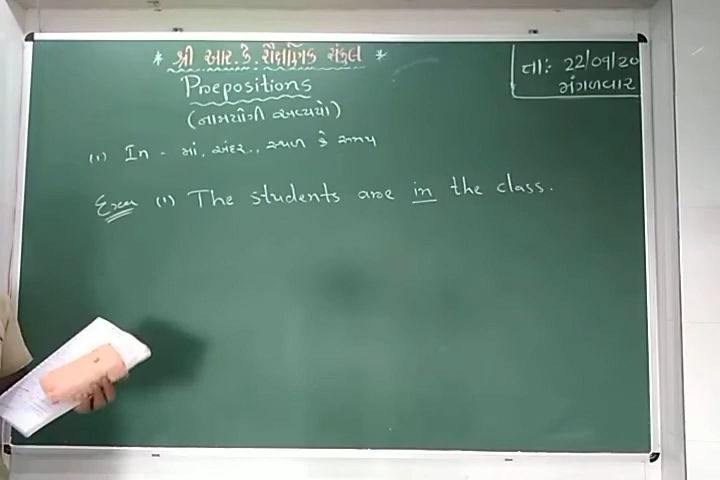 * શ્રી આર.કે. શૈક્ષણિક સંકુલ *
તા: 22/09/20
મંગળવાર
Prepositions
(નામયોગી અવ્યયો)
(1) In - માં, અંદર, સ્થળ કે સમય
Exa (1) The students are in the class.